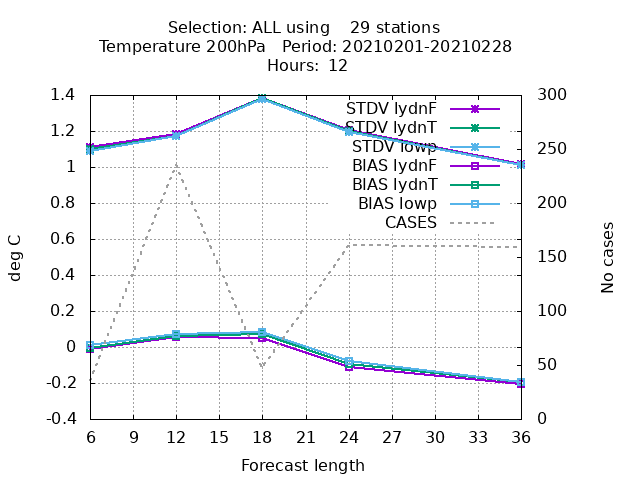 Selection: ALL using    29 stations
Temperature 200hPa   Period: 20210201-20210228
Hours: 12
1.4
1.2
1
0.8
0.6
0.4
0.2
0
-0.2
-0.4
300
250
200
150
100
50
0
STDV lydnF
STDV lydnT
STDV lowp
BIAS lydnF
BIAS lydnT
BIAS lowp
CASES
deg C
No cases
6 9 12 15 18 21 24 27 30 33 36
Forecast length